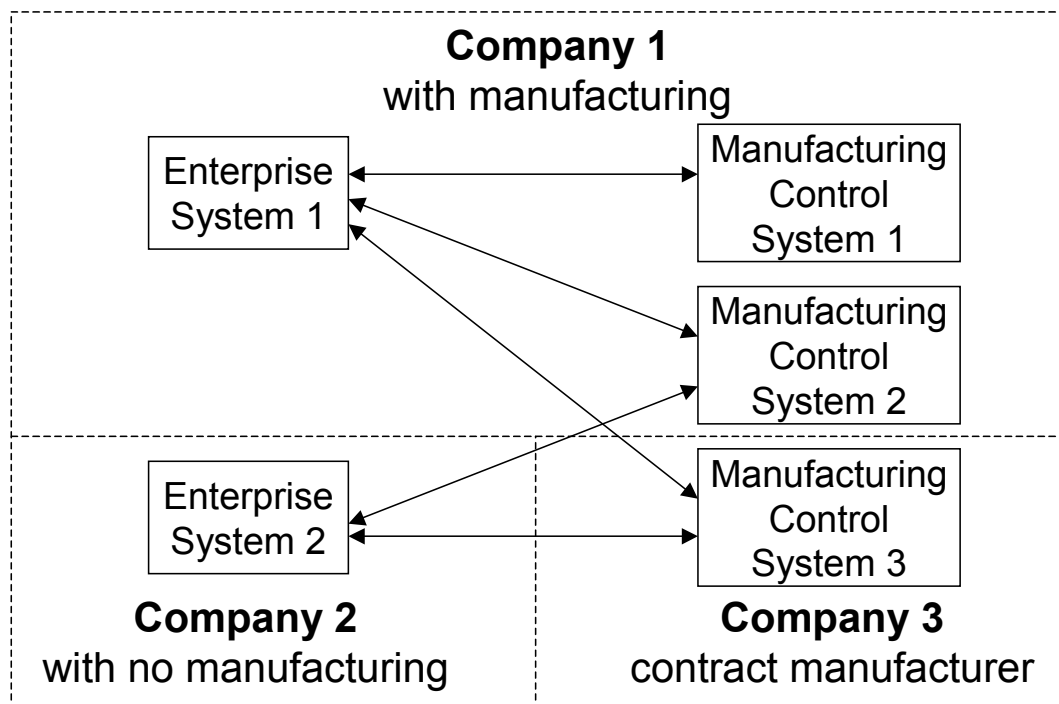 Company 1
with manufacturing
Enterprise
System 1
Manufacturing
Control
System 1
Manufacturing
Control
System 2
Enterprise
System 2
Manufacturing
Control
System 3
Company 2
with no manufacturing
Company 3
contract manufacturer